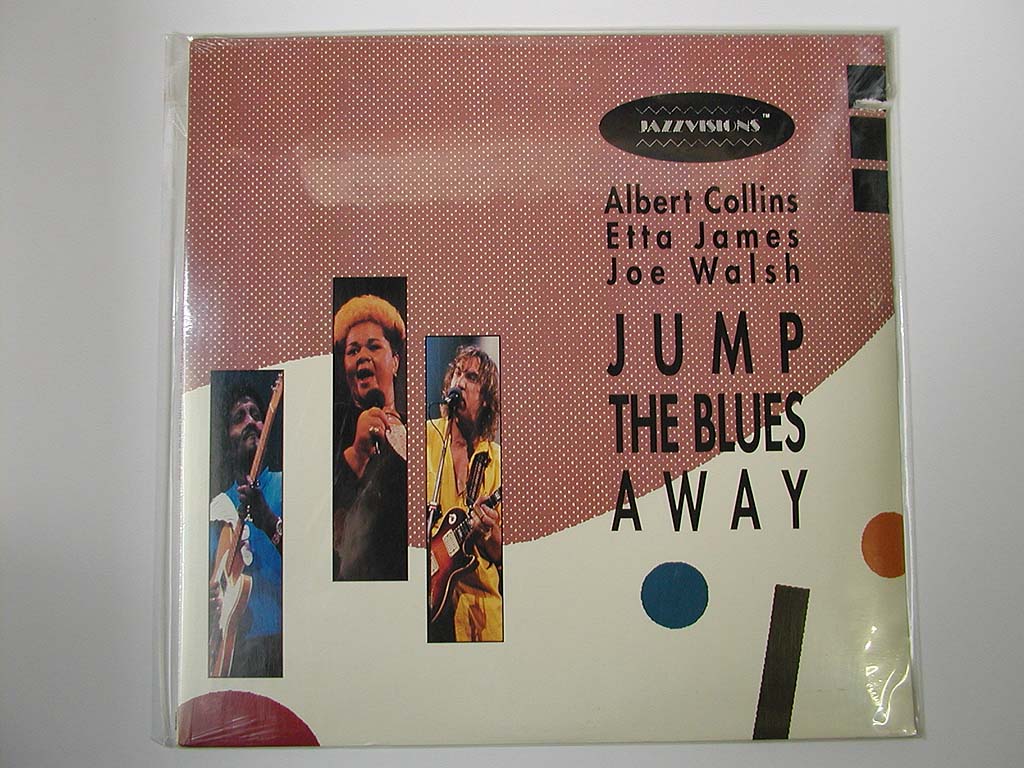 JAZZVISIONS™
Albert Collins
Etta James
Joe Walsh
JUMP
THE BLUES
AWAY